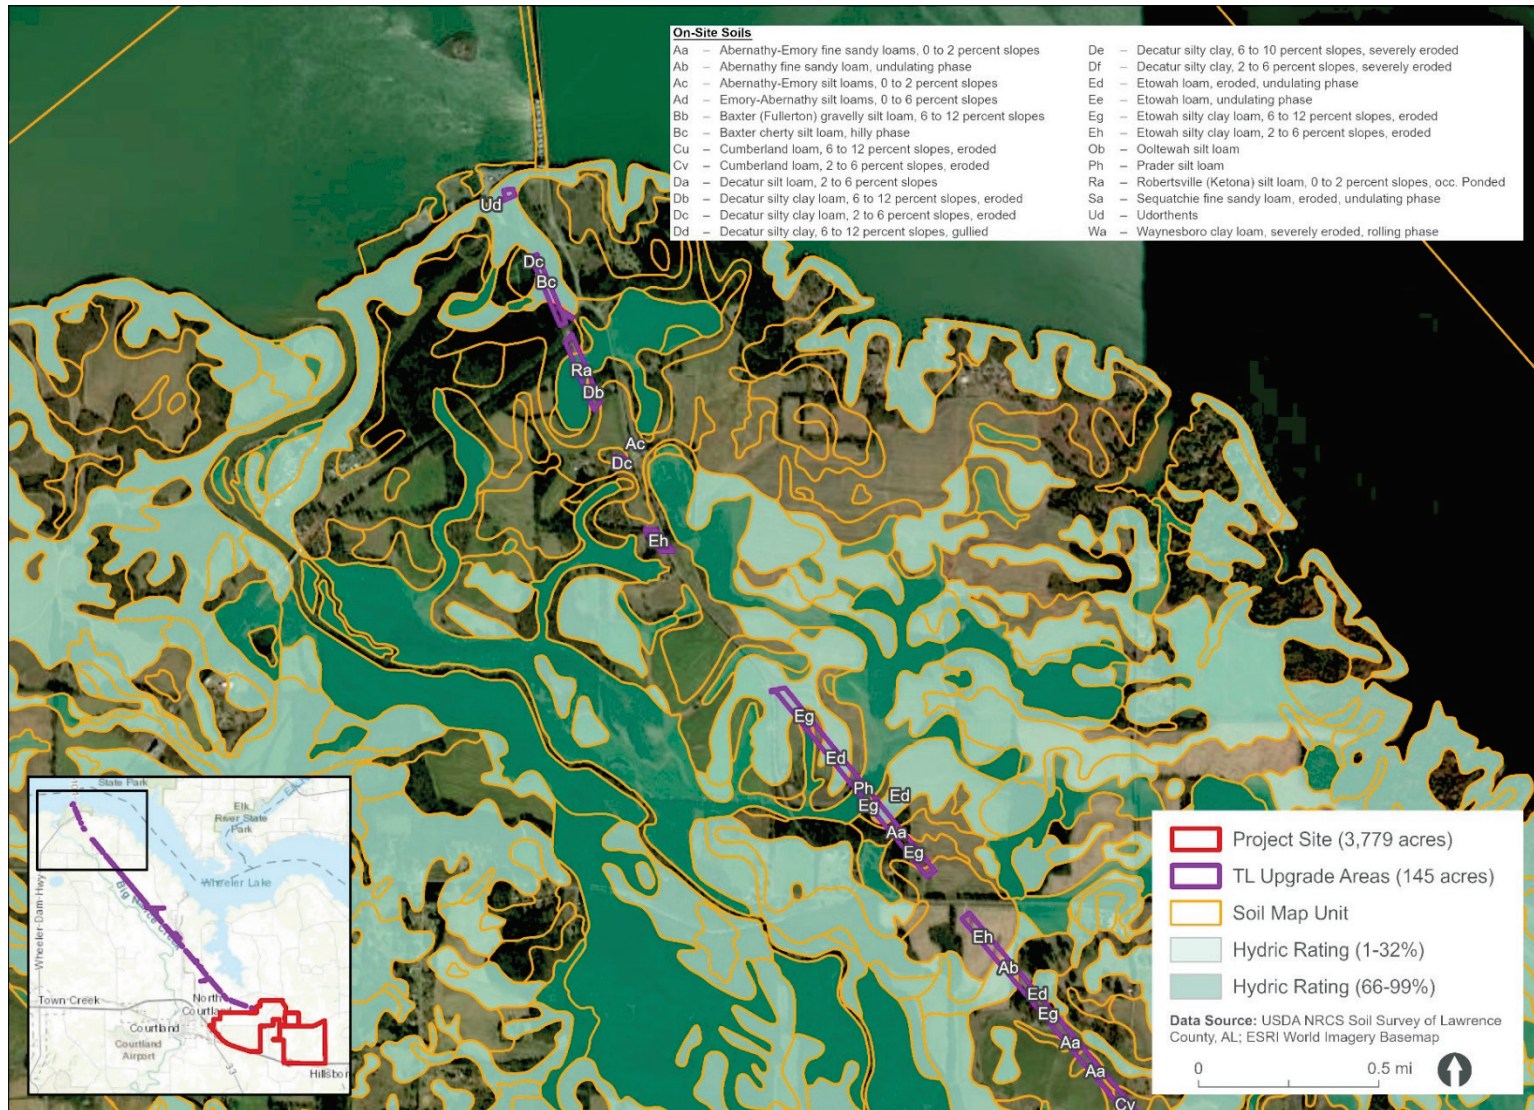 On-Site Soils
Aa – Abernathy-Emory fine sandy loams, 0 to 2 percent slopes
Ab – Abernathy fine sandy loam, undulating phase
Ac – Abernathy-Emory silt loams, 0 to 2 percent slopes
Ad – Emory-Abernathy silt loams, 0 to 6 percent slopes
Bb – Baxter (Fullerton) gravelly silt loam, 6 to 12 percent slopes
Bc – Baxter cherty silt loam, hilly phase
Cu – Cumberland loam, 6 to 12 percent slopes, eroded
Cv – Cumberland loam, 2 to 6 percent slopes, eroded
Da – Decatur silt loam, 2 to 6 percent slopes
Db – Decatur silty clay loam, 6 to 12 percent slopes, eroded
Dc – Decatur silty clay loam, 2 to 6 percent slopes, eroded
Dd – Decatur silty clay, 6 to 12 percent slopes, gullied
De – Decatur silty clay, 6 to 10 percent slopes, severely eroded
Df – Decatur silty clay, 2 to 6 percent slopes, severely eroded
Ed – Etowah loam, eroded, undulating phase
Ee – Etowah loam, undulating phase
Eg – Etowah silty clay loam, 6 to 12 percent slopes, eroded
Eh – Etowah silty clay loam, 2 to 6 percent slopes, eroded
Ob – Ooltewah silt loam
Ph – Prader silt loam
Ra – Robertsville (Ketona) silt loam, 0 to 2 percent slopes, occ. Ponded
Sa – Sequatchie fine sandy loam, eroded, undulating phase
Ud – Udorthents
Wa – Waynesboro clay loam, severely eroded, rolling phase
Ud
Dc
Bc
Ra
Db
Ac
Dc
Eh
Eg
Ed
Ph
Ed
Eg
Aa
Eg
Eh
Ab
Ed
Eg
Aa
Aa
Cv
State Park
Elk
River State
Park
Wheeler Lake
Wheeler-Dam-Hwy
Big Nance Creek
Town Creek
North
Courtland
Courtland
Courtland
Airport
33
Hillsbor
Project Site (3,779 acres)
TL Upgrade Areas (145 acres)
Soil Map Unit
Hydric Rating (1-32%)
Hydric Rating (66-99%)
Data Source: USDA NRCS Soil Survey of Lawrence
County, AL; ESRI World Imagery Basemap
0 0.5 mi